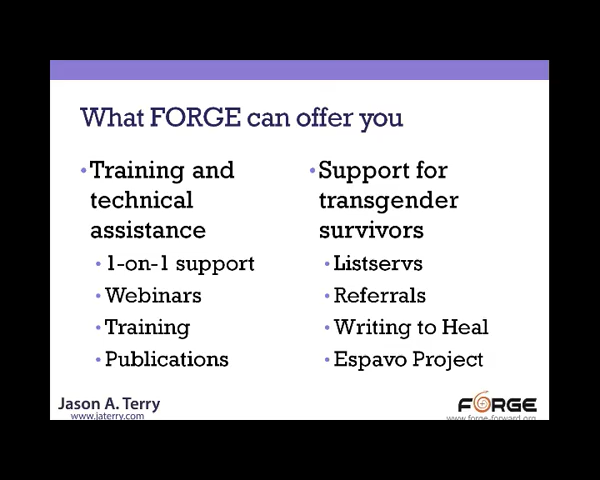 What FORGE can offer you
Training and
technical
assistance
1-on-1 support
Webinars
Training
Publications
Support for
transgender
survivors
Listservs
Referrals
Writing to Heal
Espavo Project
Jason A. Terry
www.jaterry.com
FORGE
www.forge-forward.org